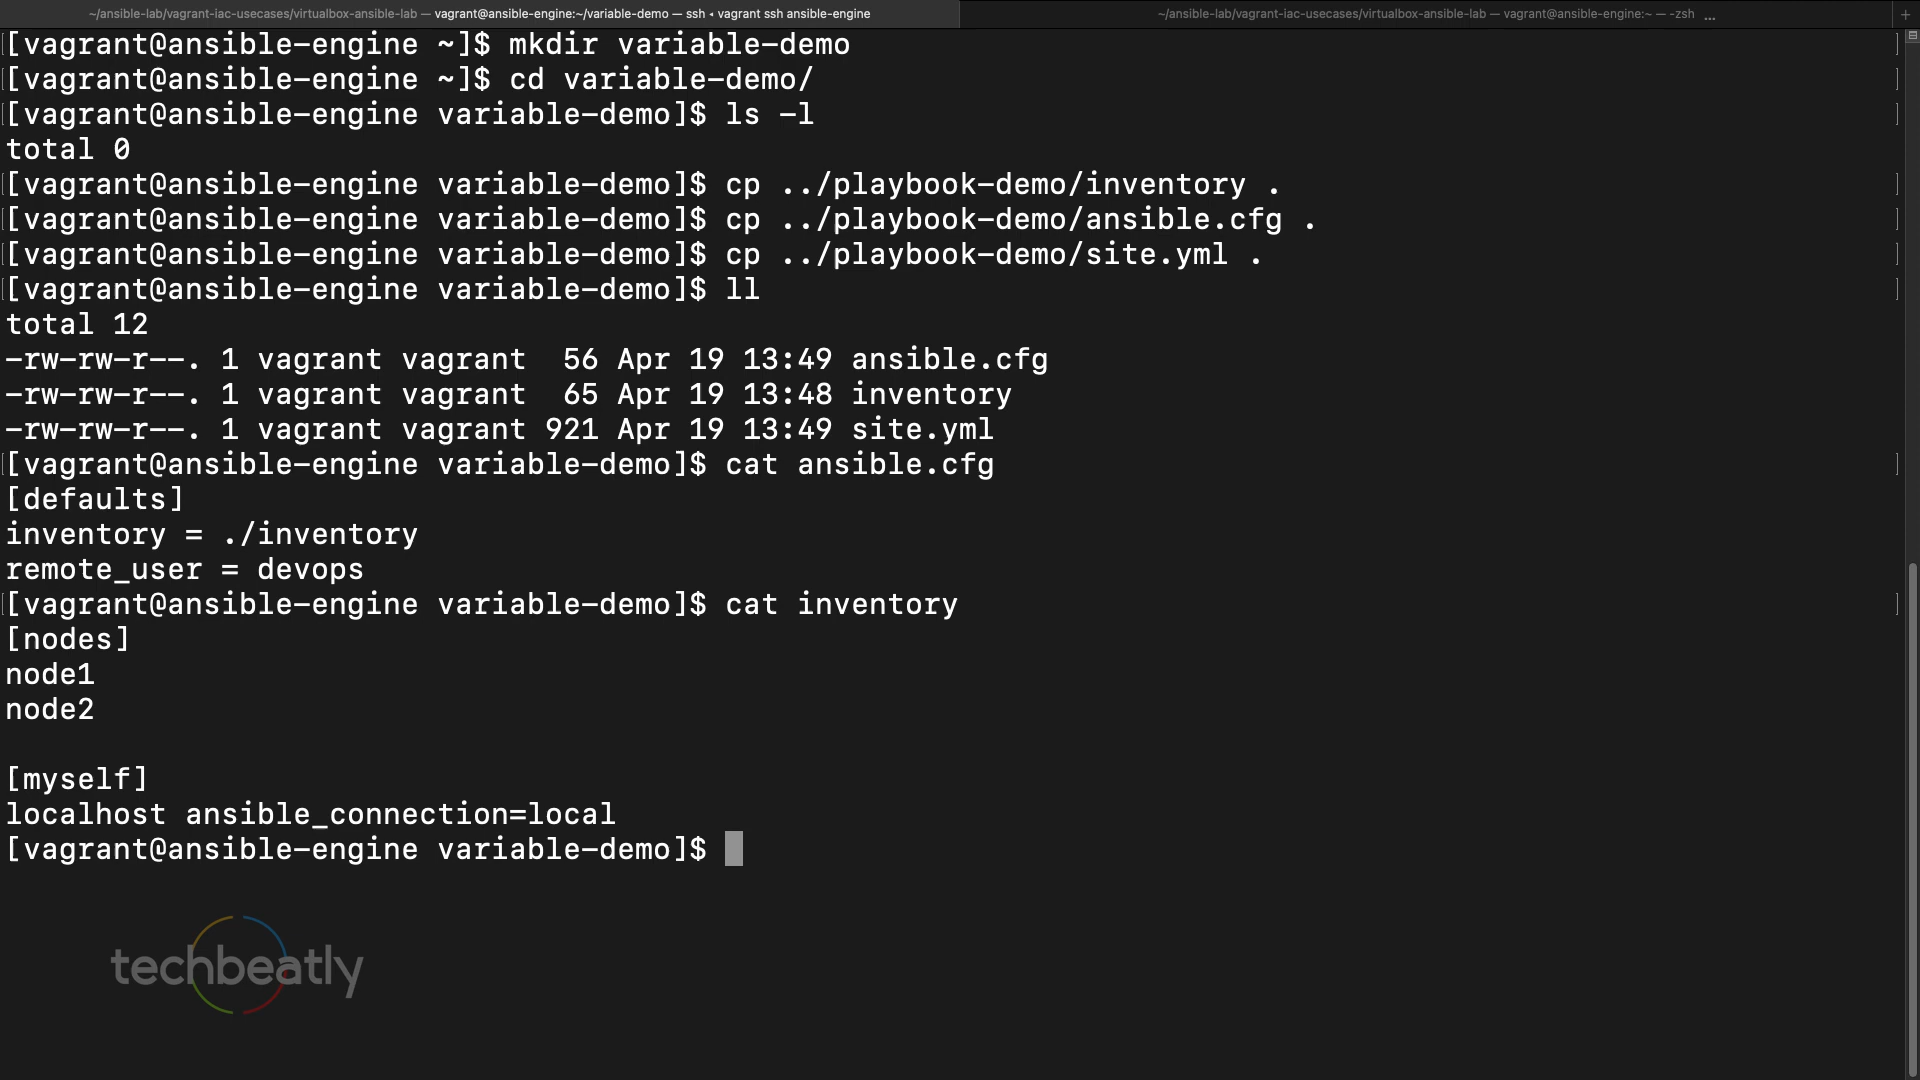 ~/ansible-lab/vagrant-iac-usecases/virtualbox-ansible-lab — vagrant@ansible-engine:~/variable-demo — ssh ◂ vagrant ssh ansible-engine
~/ansible-lab/vagrant-iac-usecases/virtualbox-ansible-lab — vagrant@ansible-engine:~ — -zsh ...
[vagrant@ansible-engine ~]$ mkdir variable-demo
[vagrant@ansible-engine ~]$ cd variable-demo/
[vagrant@ansible-engine variable-demo]$ ls -l
total 0
[vagrant@ansible-engine variable-demo]$ cp ../playbook-demo/inventory .
[vagrant@ansible-engine variable-demo]$ cp ../playbook-demo/ansible.cfg .
[vagrant@ansible-engine variable-demo]$ cp ../playbook-demo/site.yml .
[vagrant@ansible-engine variable-demo]$ ll
total 12
-rw-rw-r--. 1 vagrant vagrant  56 Apr 19 13:49 ansible.cfg
-rw-rw-r--. 1 vagrant vagrant  65 Apr 19 13:48 inventory
-rw-rw-r--. 1 vagrant vagrant 921 Apr 19 13:49 site.yml
[vagrant@ansible-engine variable-demo]$ cat ansible.cfg
[defaults]
inventory = ./inventory
remote_user = devops
[vagrant@ansible-engine variable-demo]$ cat inventory
[nodes]
node1
node2
[myself]
localhost ansible_connection=local
[vagrant@ansible-engine variable-demo]$
techbeatly